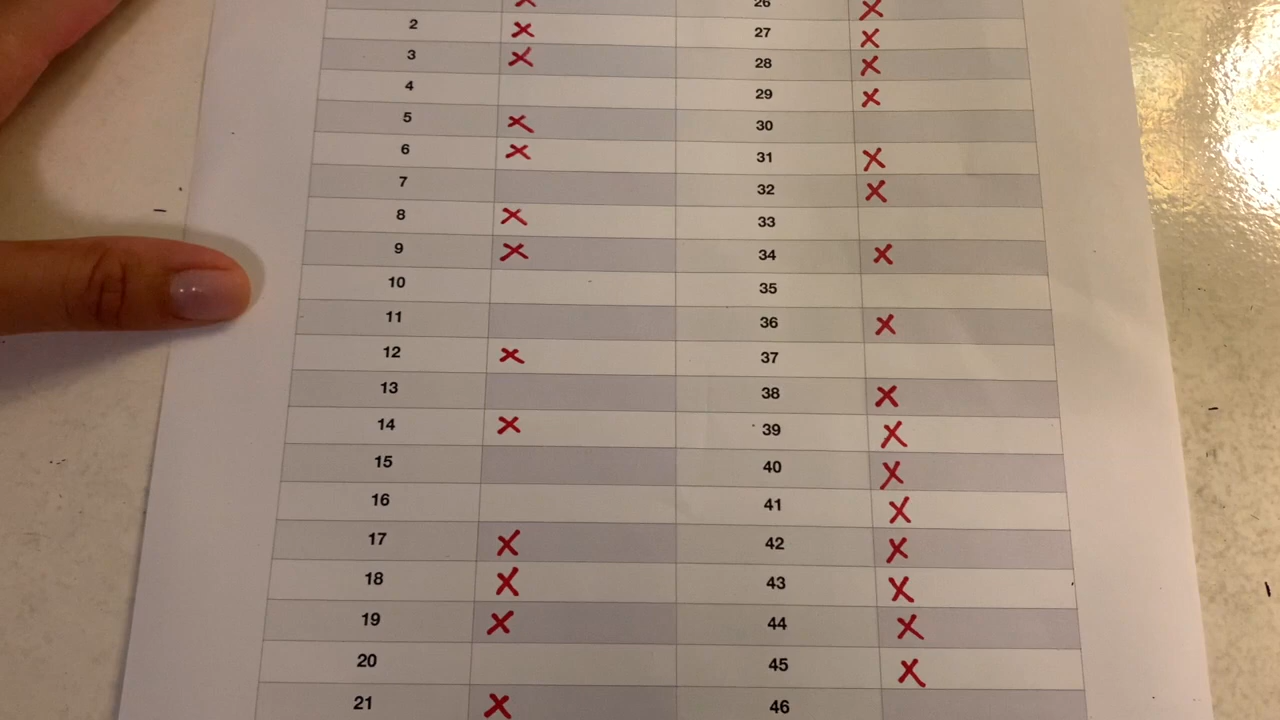 X 26 X
2 X 27 X
3 X 28 X
4 29 X
5 X 30
6 X 31 X
7 32 X
8 X 33
9 X 34 X
10 35
11 36 X
12 X 37
13 38 X
14 X 39 X
15 40 X
16 41 X
17 X 42 X
18 X 43 X
19 X 44 X
20 45 X
21 X 46